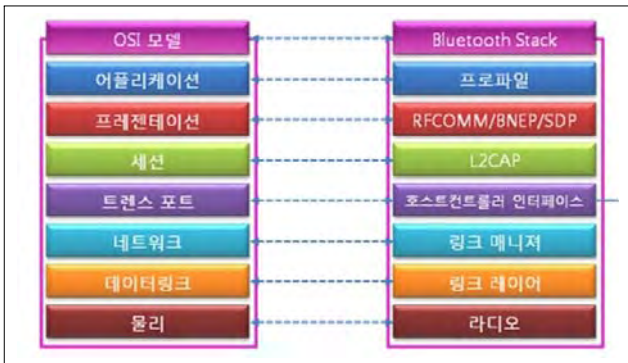 OSI 모델
Bluetooth Stack
어플리케이션
프로파일
프레젠테이션
RFCOMM/BNEP/SDP
세션
L2CAP
트렌스 포트
호스트컨트롤러 인터페이스
네트워크
링크 매니져
데이터링크
링크 레이어
물리
라디오